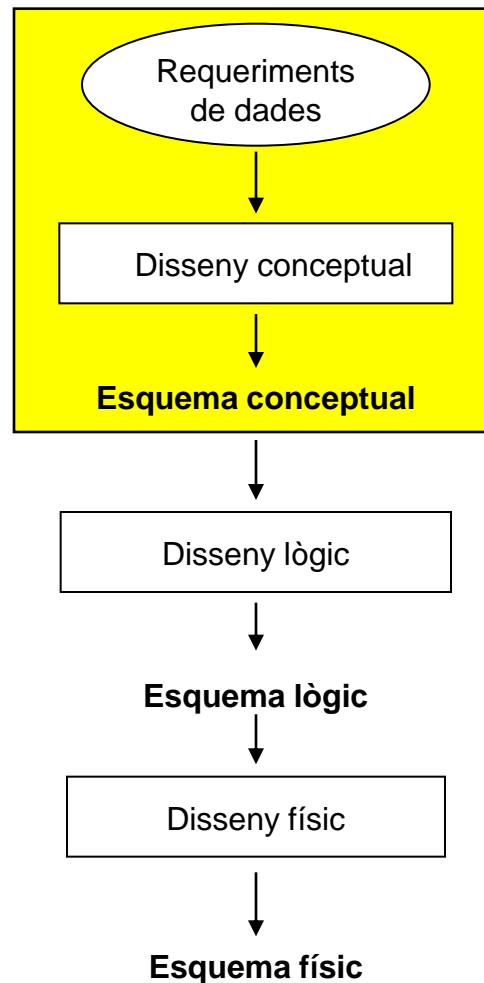 Requeriments
de dades
Disseny conceptual
Esquema conceptual
Disseny lògic
Esquema lògic
Disseny físic
Esquema físic